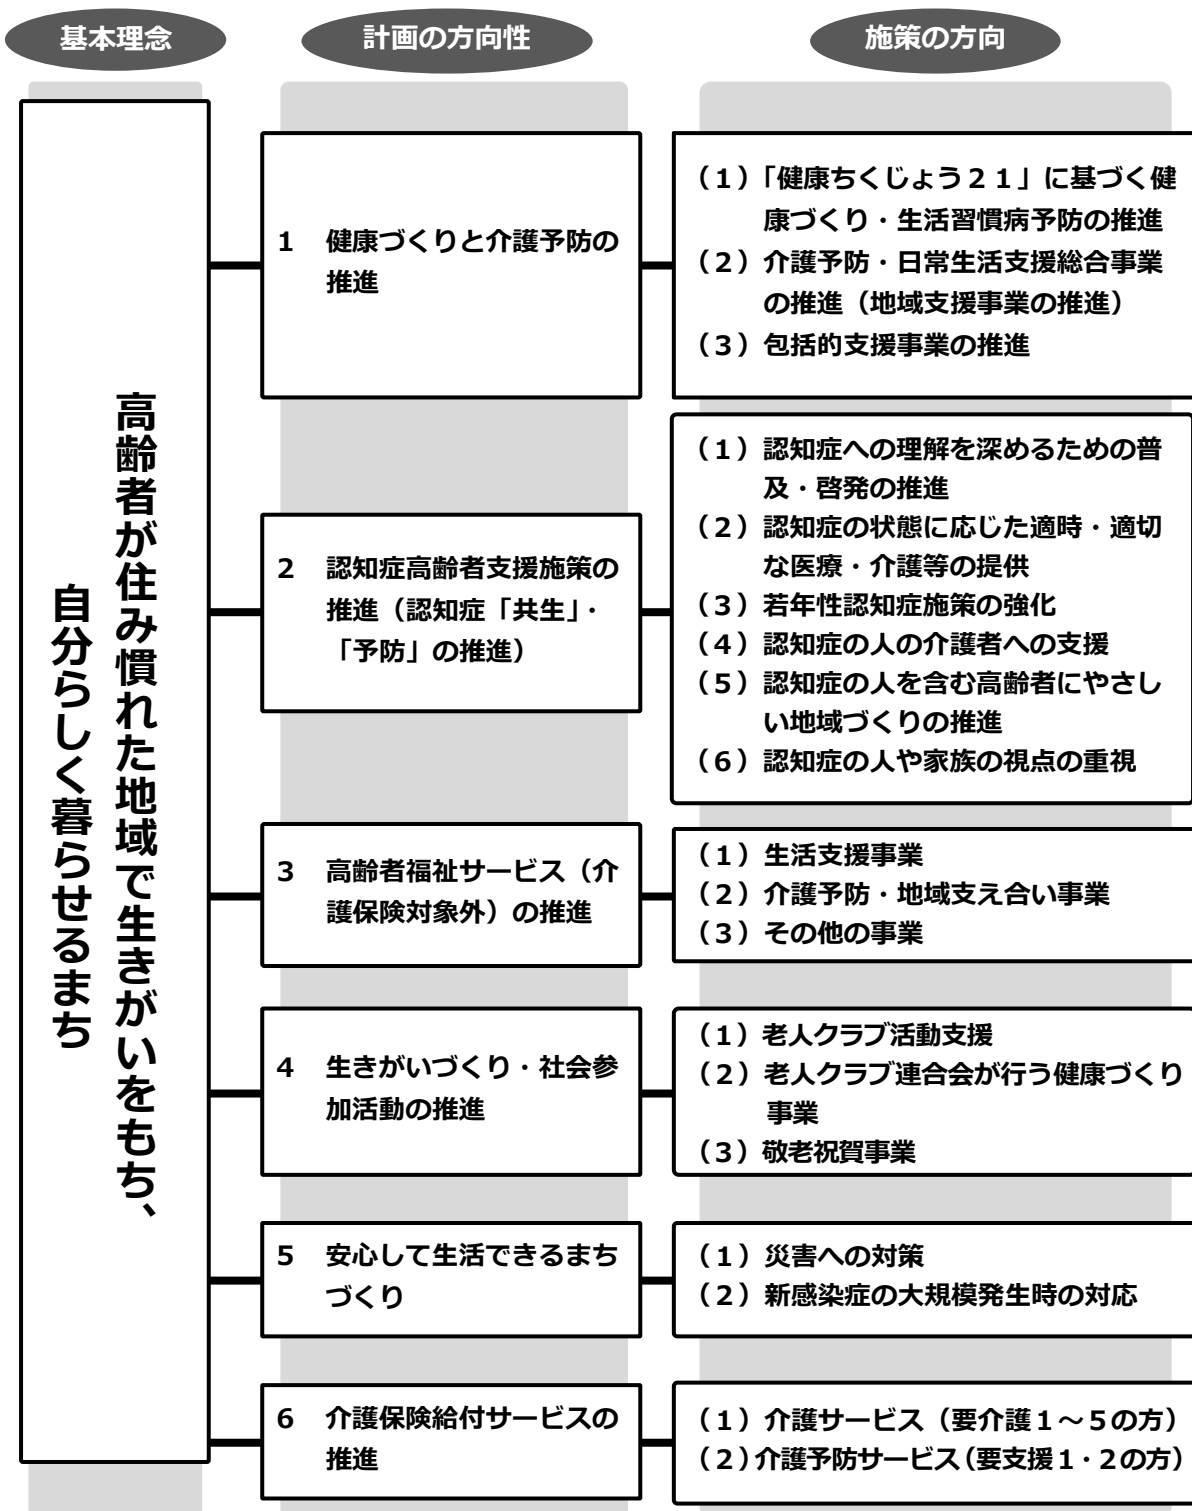 基本理念
計画の方向性
施策の方向
高齢者が住み慣れた地域で生きがいをもち、
自分らしく暮らせるまち
1 健康づくりと介護予防の
推進
（1）「健康ちくじょう２１」に基づく健
康づくり・生活習慣病予防の推進
（2）介護予防・日常生活支援総合事業
の推進（地域支援事業の推進）
（3）包括的支援事業の推進
2 認知症高齢者支援施策の
推進（認知症「共生」・
「予防」の推進）
（1）認知症への理解を深めるための普
及・啓発の推進
（2）認知症の状態に応じた適時・適切
な医療・介護等の提供
（3）若年性認知症施策の強化
（4）認知症の人の介護者への支援
（5）認知症の人を含む高齢者にやさし
い地域づくりの推進
（6）認知症の人や家族の視点の重視
3 高齢者福祉サービス（介
護保険対象外）の推進
（1）生活支援事業
（2）介護予防・地域支え合い事業
（3）その他の事業
4 生きがいづくり・社会参
加活動の推進
（1）老人クラブ活動支援
（2）老人クラブ連合会が行う健康づくり
事業
（3）敬老祝賀事業
5 安心して生活できるまち
づくり
（1）災害への対策
（2）新感染症の大規模発生時の対応
6 介護保険給付サービスの
推進
（1）介護サービス（要介護１～５の方）
（2）介護予防サービス（要支援１・２の方）